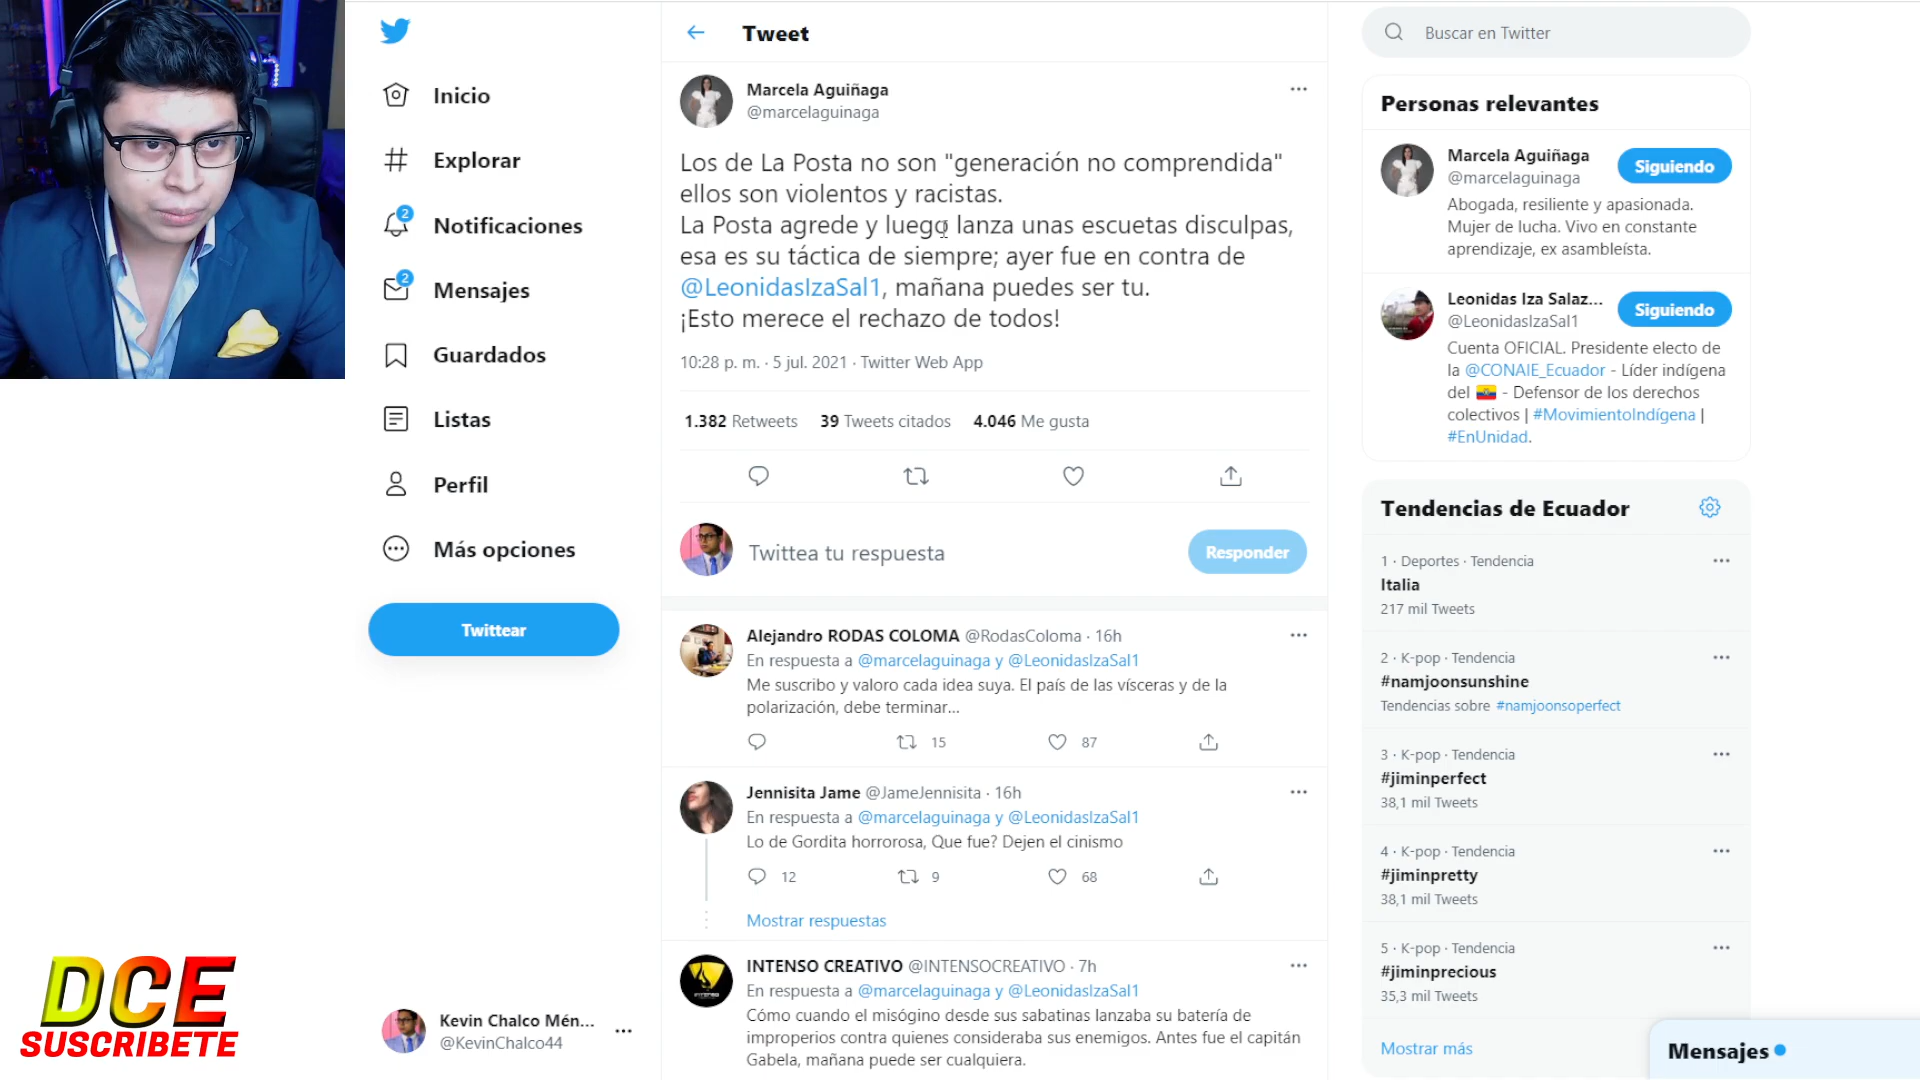 Inicio
Explorar
2
Notificaciones
2
Mensajes
Guardados
Listas
Perfil
Más opciones
Twittear
Kevin Chalco Mén...
@KevinChalco44
DCE
SUSCRIBETE
Tweet
Marcela Aguiñaga
@marcelaguinaga
Los de La Posta no son "generación no comprendida"
ellos son violentos y racistas.
La Posta agrede y luego lanza unas escuetas disculpas,
esa es su táctica de siempre; ayer fue en contra de
@LeonidasIzaSal1, mañana puedes ser tu.
¡Esto merece el rechazo de todos!
10:28 p. m. · 5 jul. 2021 · Twitter Web App
1.382 Retweets 39 Tweets citados 4.046 Me gusta
Twittea tu respuesta
Responder
Alejandro RODAS COLOMA @RodasColoma · 16h
En respuesta a @marcelaguinaga y @LeonidasIzaSal1
Me suscribo y valoro cada idea suya. El país de las vísceras y de la
polarización, debe terminar...
15 87
Jennisita Jame @JameJennisita · 16h
En respuesta a @marcelaguinaga y @LeonidasIzaSal1
Lo de Gordita horrorosa, Que fue? Dejen el cinismo
12 9 68
Mostrar respuestas
INTENSO CREATIVO @INTENSOCREATIVO · 7h
En respuesta a @marcelaguinaga y @LeonidasIzaSal1
Cómo cuando el misógino desde sus sabatinas lanzaba su batería de
improperios contra quienes consideraba sus enemigos. Antes fue el capitán
Gabela, mañana puede ser cualquiera.
Buscar en Twitter
Personas relevantes
Marcela Aguiñaga
@marcelaguinaga
Siguiendo
Abogada, resiliente y apasionada.
Mujer de lucha. Vivo en constante
aprendizaje, ex asambleísta.
Leonidas Iza Salaz...
@LeonidasIzaSal1
Siguiendo
Cuenta OFICIAL. Presidente electo de
la @CONAIE_Ecuador - Líder indígena
del 🇪🇨 - Defensor de los derechos
colectivos | #MovimientoIndígena |
#EnUnidad.
Tendencias de Ecuador
1 · Deportes · Tendencia
Italia
217 mil Tweets
2 · K-pop · Tendencia
#namjoonsunshine
Tendencias sobre #namjoonsoperfect
3 · K-pop · Tendencia
#jiminperfect
38,1 mil Tweets
4 · K-pop · Tendencia
#jiminpretty
38,1 mil Tweets
5 · K-pop · Tendencia
#jiminprecious
35,3 mil Tweets
Mostrar más
Mensajes